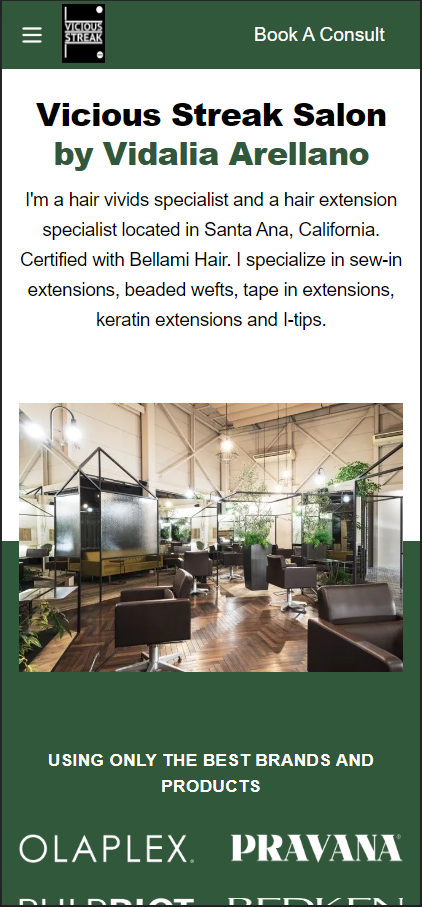 VICIOUS
STREAK
Book A Consult
Vicious Streak Salon
by Vidalia Arellano
I'm a hair vivids specialist and a hair extension
specialist located in Santa Ana, California.
Certified with Bellami Hair. I specialize in sew-in
extensions, beaded wefts, tape in extensions,
keratin extensions and I-tips.
USING ONLY THE BEST BRANDS AND
PRODUCTS
OLAPLEX.
PRAVANA®
PULPRIOT
REDKEN